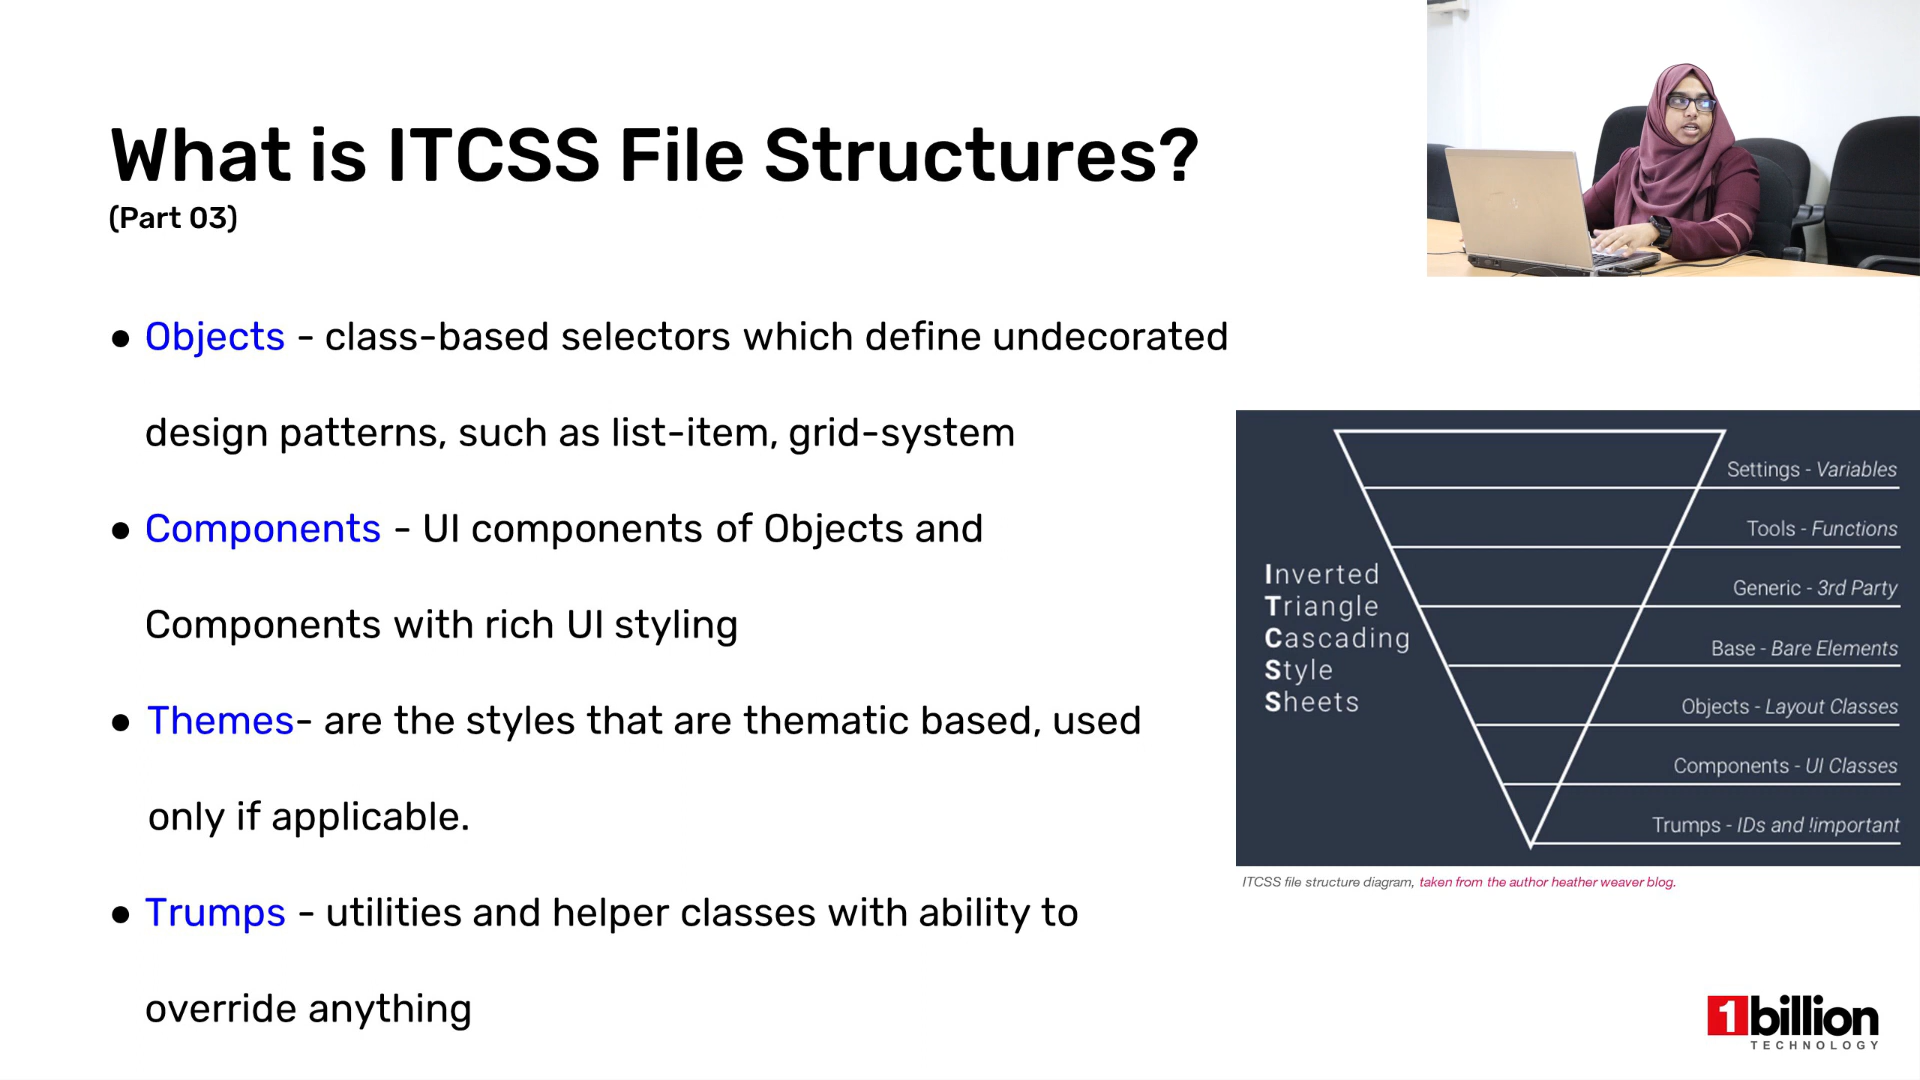 What is ITCSS File Structures?
(Part 03)
● Objects - class-based selectors which define undecorated
design patterns, such as list-item, grid-system
● Components - UI components of Objects and
Components with rich UI styling
● Themes- are the styles that are thematic based, used
only if applicable.
● Trumps - utilities and helper classes with ability to
override anything
Inverted
Triangle
Cascading
Style
Sheets
Settings - Variables
Tools - Functions
Generic - 3rd Party
Base - Bare Elements
Objects - Layout Classes
Components - UI Classes
Trumps - IDs and !important
ITCSS file structure diagram, taken from the author heather weaver blog.
1billion
TECHNOLOGY